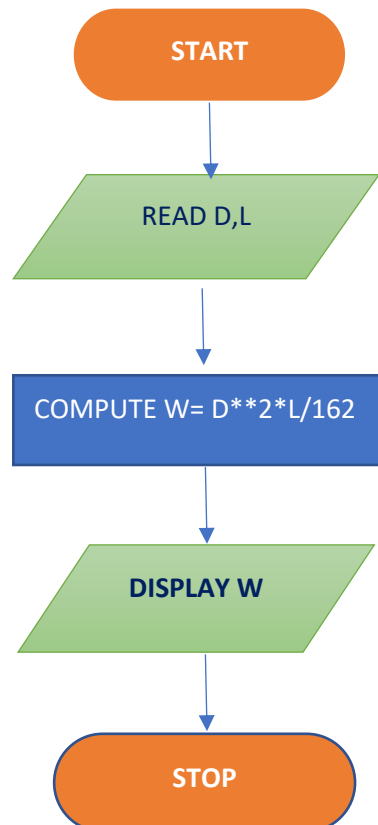 START
READ D,L
COMPUTE W= D**2*L/162
DISPLAY W
STOP